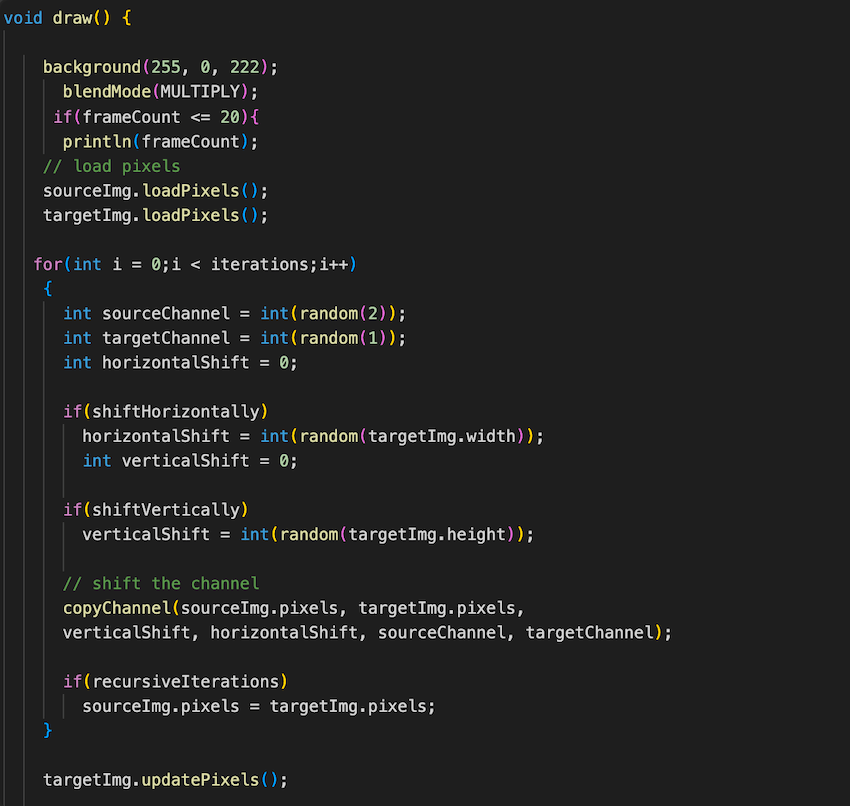 void draw() {
background(255, 0, 222);
blendMode(MULTIPLY);
if(frameCount <= 20){
println(frameCount);
// load pixels
sourceImg.loadPixels();
targetImg.loadPixels();
for(int i = 0;i < iterations;i++)
{
int sourceChannel = int(random(2));
int targetChannel = int(random(1));
int horizontalShift = 0;
if(shiftHorizontally)
horizontalShift = int(random(targetImg.width));
int verticalShift = 0;
if(shiftVertically)
verticalShift = int(random(targetImg.height));
// shift the channel
copyChannel(sourceImg.pixels, targetImg.pixels,
verticalShift, horizontalShift, sourceChannel, targetChannel);
if(recursiveIterations)
sourceImg.pixels = targetImg.pixels;
}
targetImg.updatePixels();